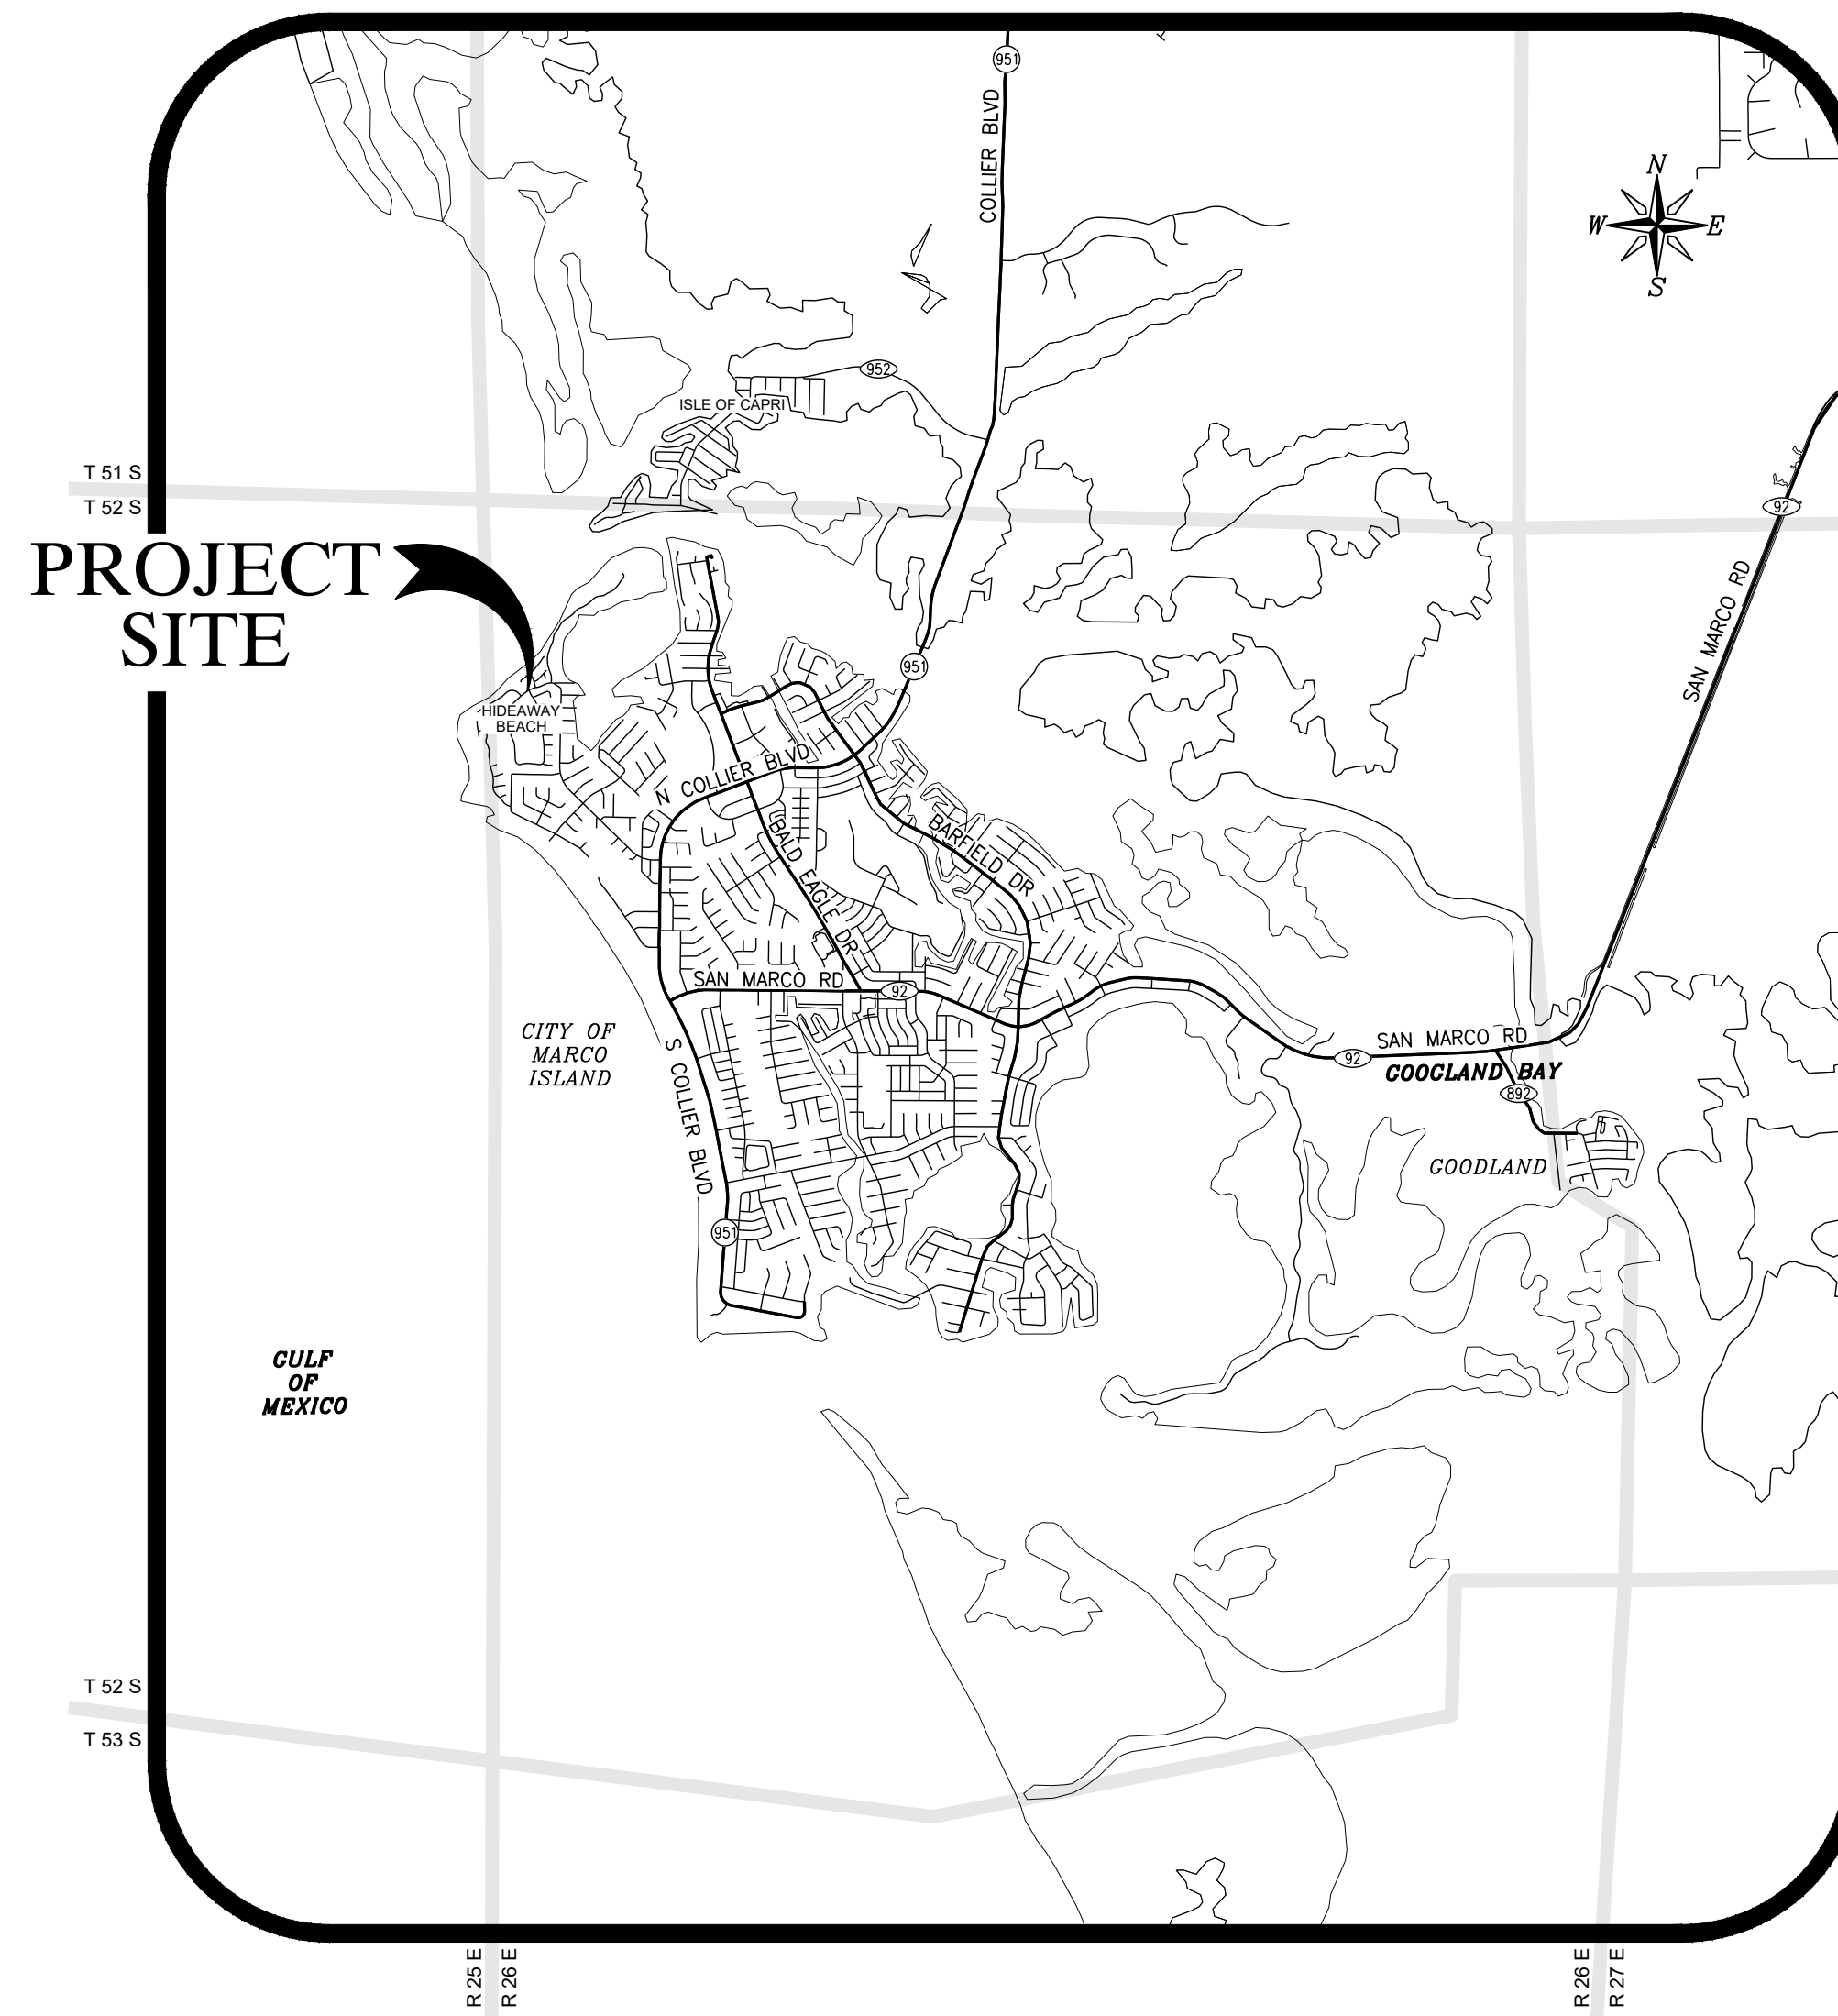 951
COLLIER BLVD
N
W
E
S
952
ISLE OF CAPRI
T 51 S
T 52 S
92
PROJECT
SITE
SAN MARCO RD
951
HIDEAWAY
BEACH
N COLLIER BLVD
BALD EAGLE DR
BARFIELD DR
SAN MARCO RD
92
CITY OF
MARCO
ISLAND
S COLLIER BLVD
SAN MARCO RD
92
GOOGLAND BAY
892
GOODLAND
951
GULF
OF
MEXICO
T 52 S
T 53 S
R 25 E
R 26 E
R 26 E
R 27 E